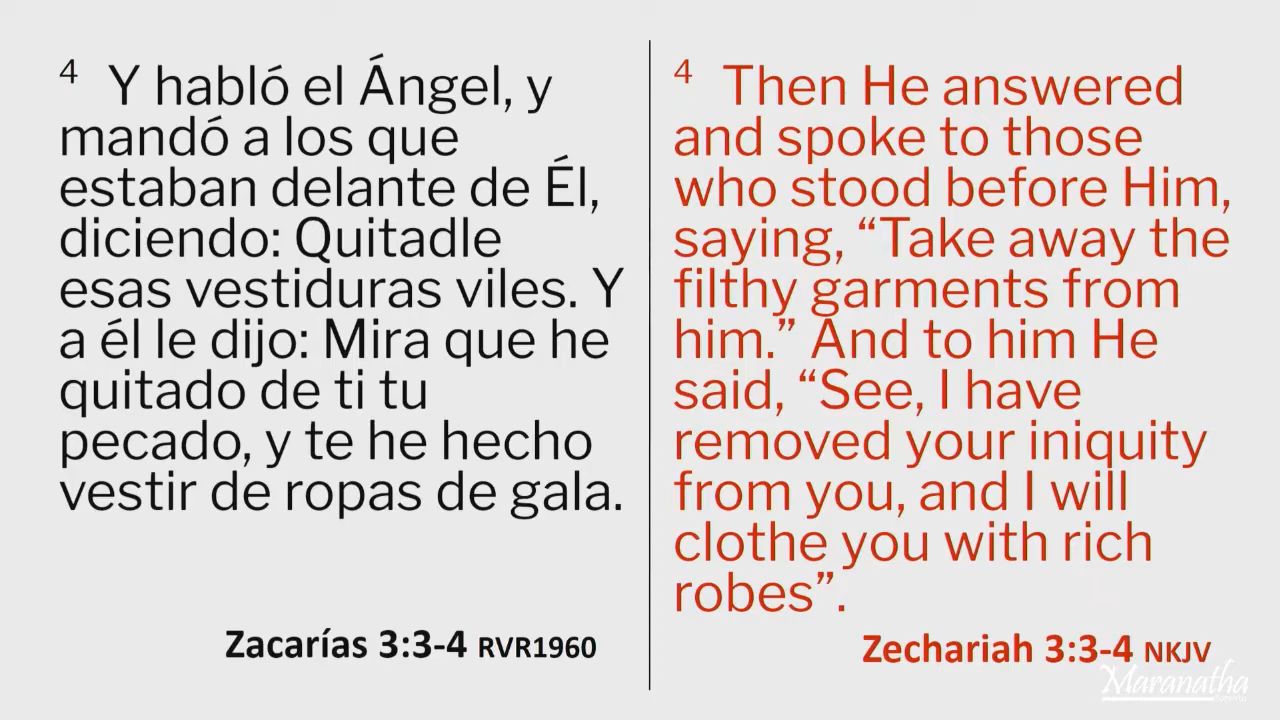 4 Y habló el Ángel, y
mandó a los que
estaban delante de Él,
diciendo: Quitadle
esas vestiduras viles. Y
a él le dijo: Mira que he
quitado de ti tu
pecado, y te he hecho
vestir de ropas de gala.
Zacarías 3:3-4 RVR1960
4 Then He answered
and spoke to those
who stood before Him,
saying, “Take away the
filthy garments from
him.” And to him He
said, “See, I have
removed your iniquity
from you, and I will
clothe you with rich
robes”.
Zechariah 3:3-4 NKJV
Maranatha